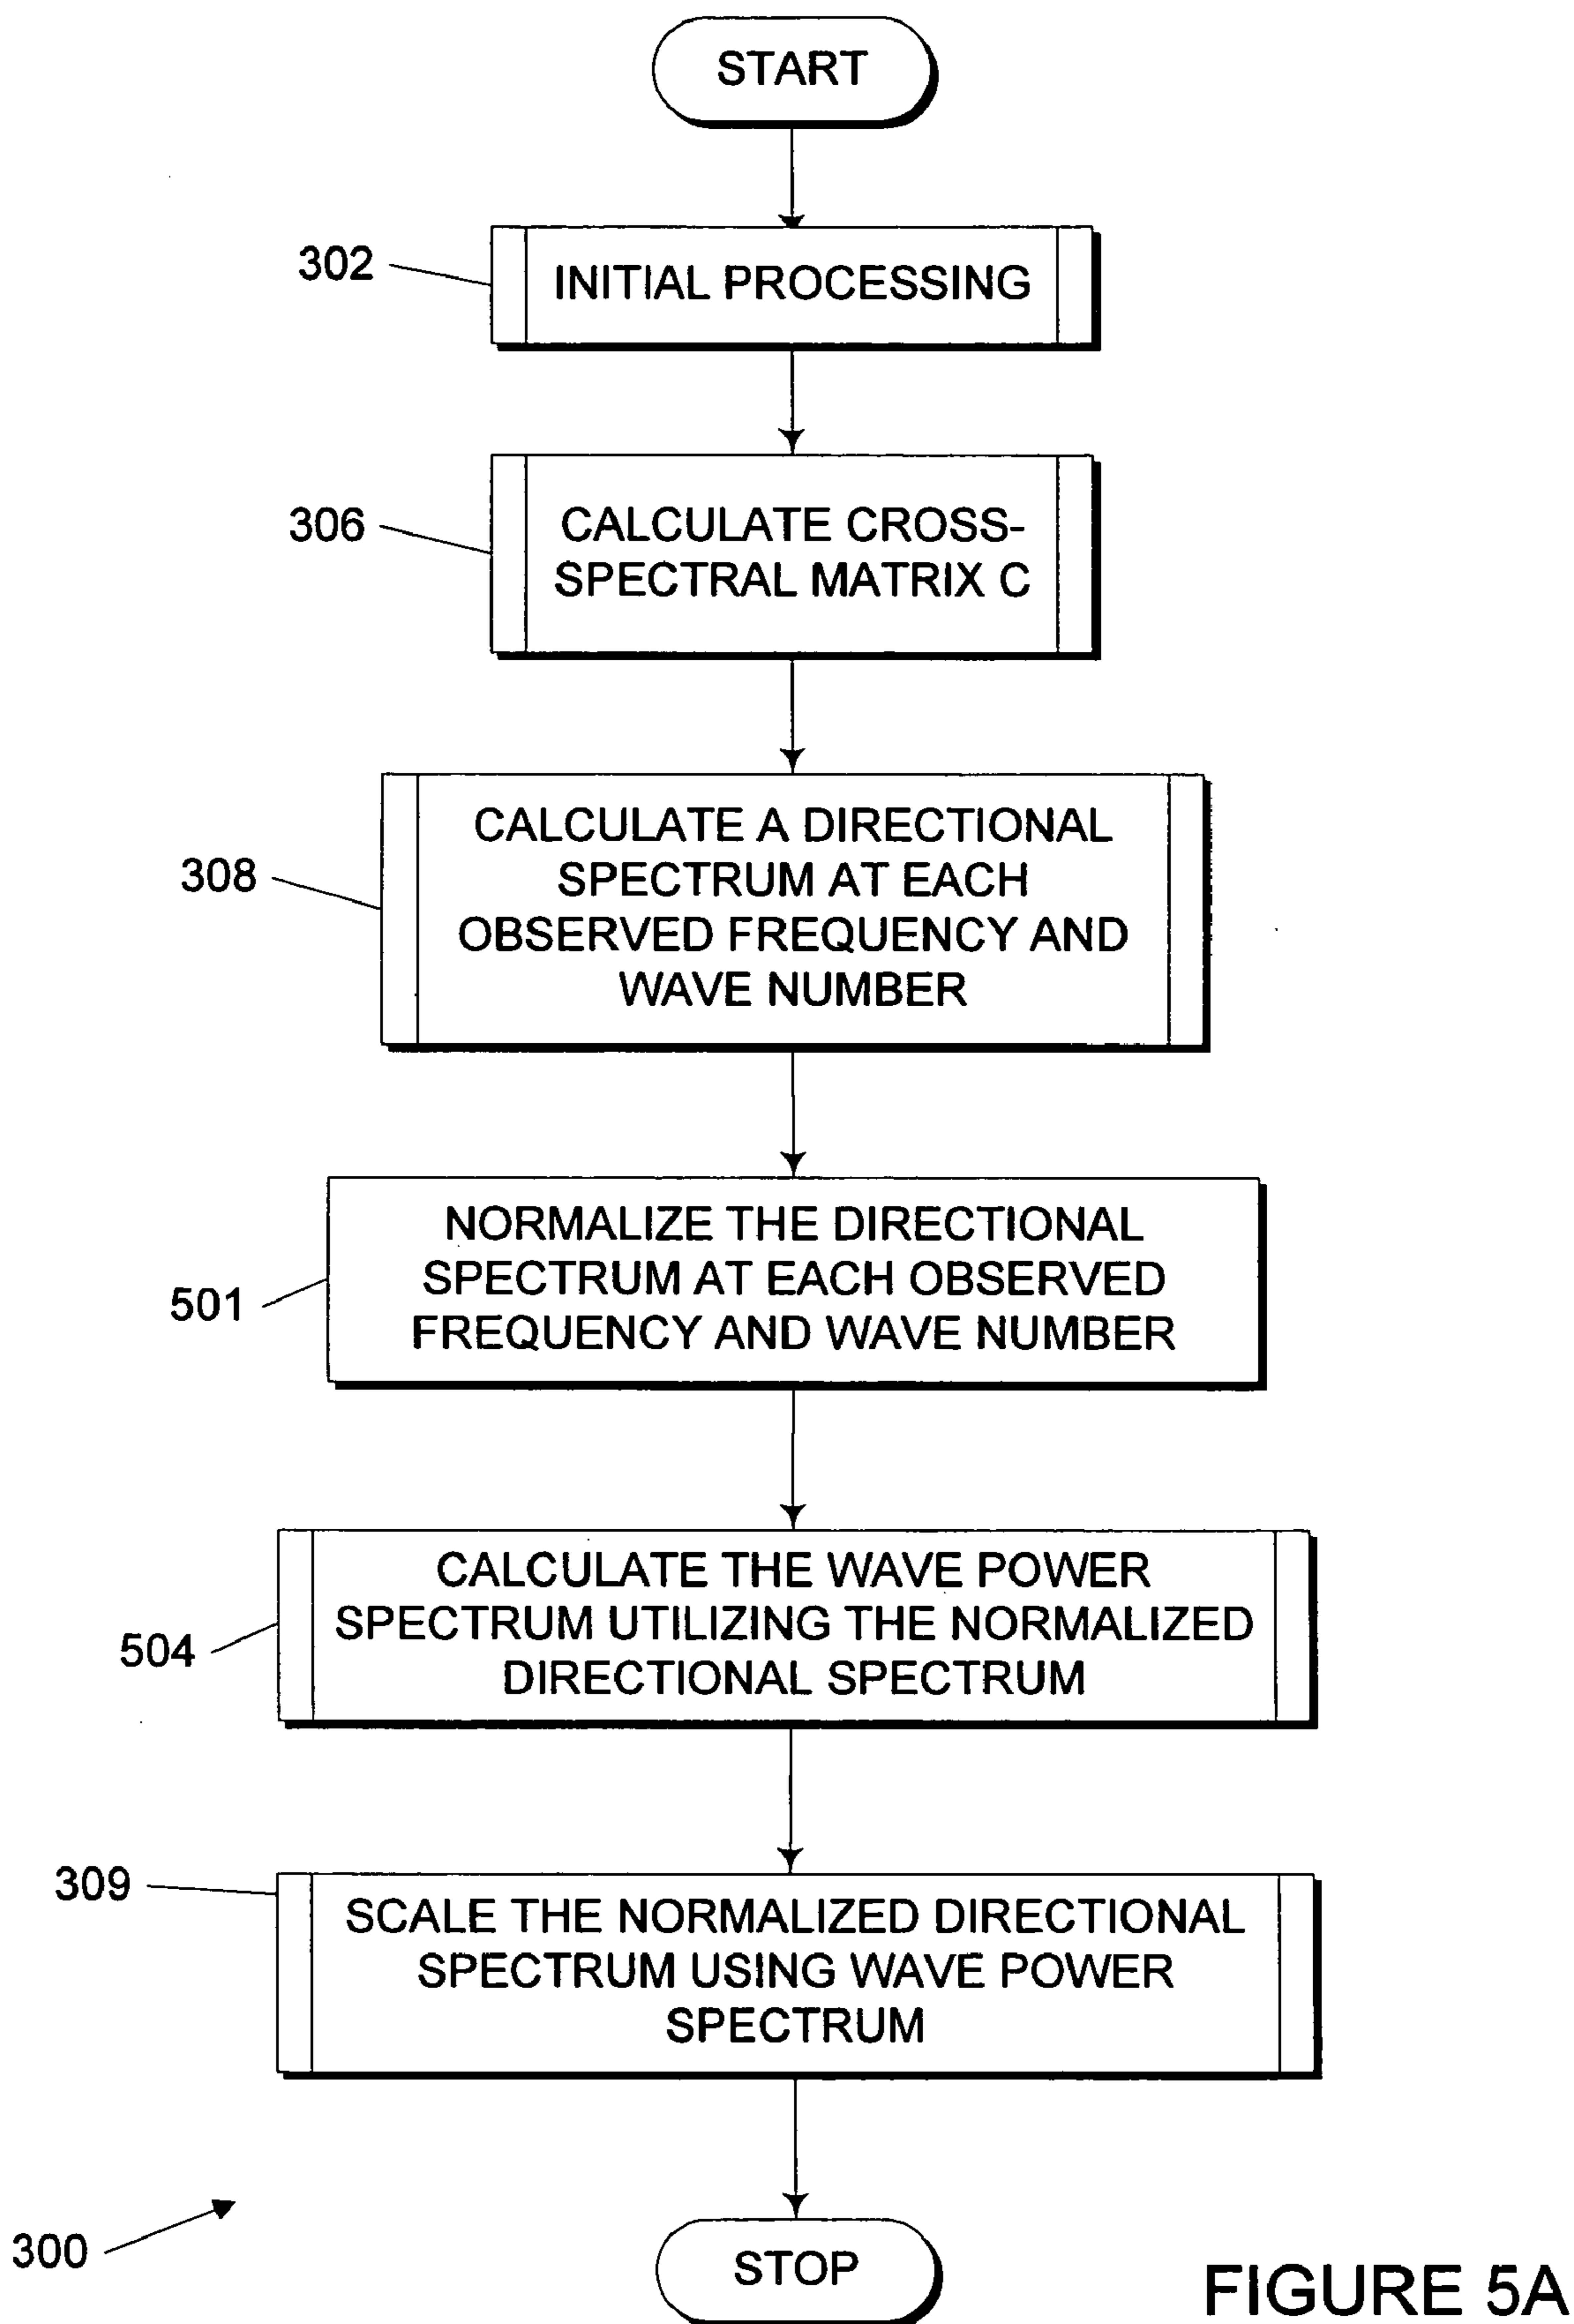 START
302
INITIAL PROCESSING
306
CALCULATE CROSS-
SPECTRAL MATRIX C
308
CALCULATE A DIRECTIONAL
SPECTRUM AT EACH
OBSERVED FREQUENCY AND
WAVE NUMBER
501
NORMALIZE THE DIRECTIONAL
SPECTRUM AT EACH OBSERVED
FREQUENCY AND WAVE NUMBER
504
CALCULATE THE WAVE POWER
SPECTRUM UTILIZING THE NORMALIZED
DIRECTIONAL SPECTRUM
309
SCALE THE NORMALIZED DIRECTIONAL
SPECTRUM USING WAVE POWER
SPECTRUM
300
STOP
FIGURE 5A